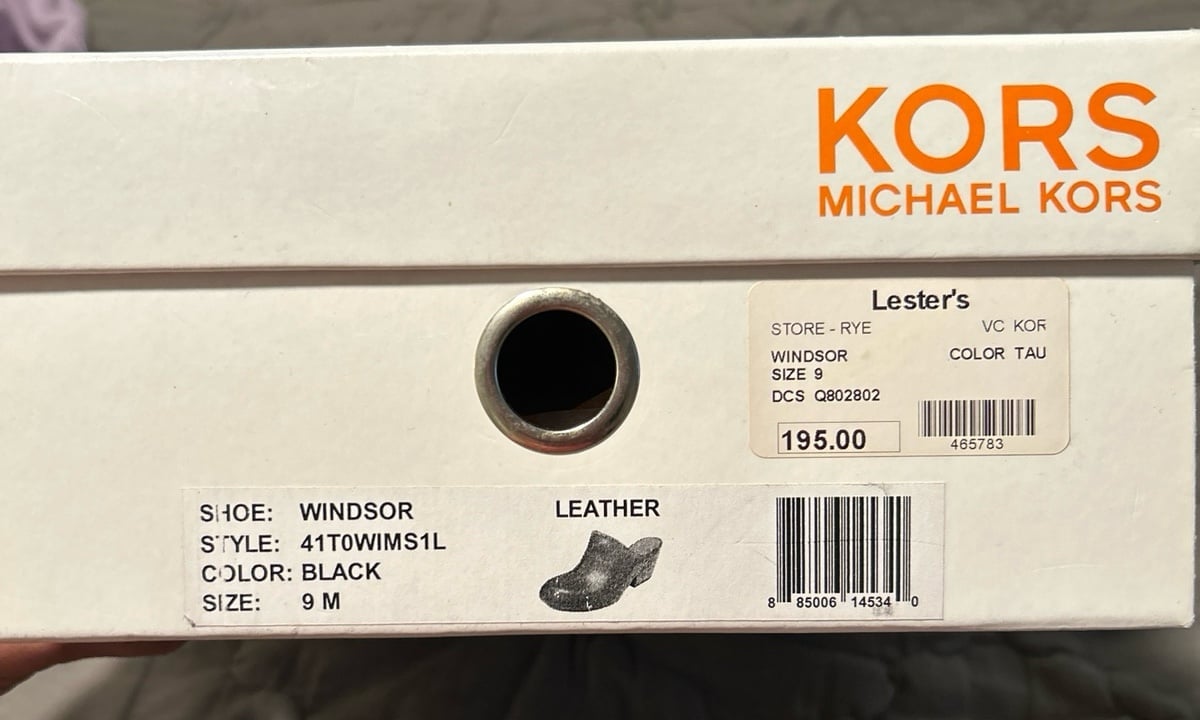 KORS
MICHAEL KORS
Lester's
STORE - RYE VC KOR
WINDSOR COLOR TAU
SIZE 9
DCS Q802802
195.00
465783
SHOE: WINDSOR
STYLE: 41T0WIMS1L
COLOR: BLACK
SIZE: 9 M
LEATHER
8 85006 14534 0